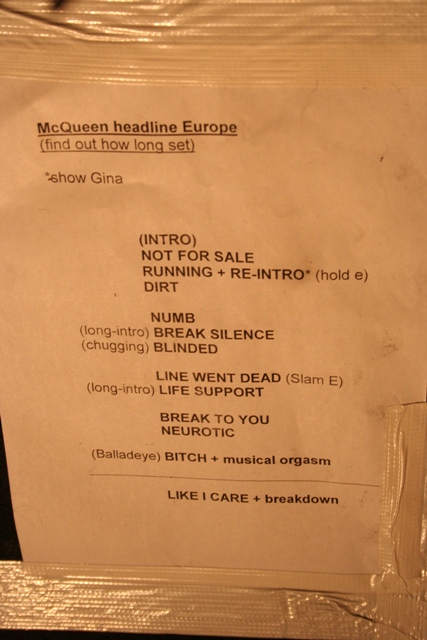 McQueen headline Europe
(find out how long set)
*show Gina
(INTRO)
NOT FOR SALE
RUNNING + RE-INTRO* (hold e)
DIRT
NUMB
(long-intro) BREAK SILENCE
(chugging) BLINDED
LINE WENT DEAD (Slam E)
(long-intro) LIFE SUPPORT
BREAK TO YOU
NEUROTIC
(Balladeye) BITCH + musical orgasm
LIKE I CARE + breakdown